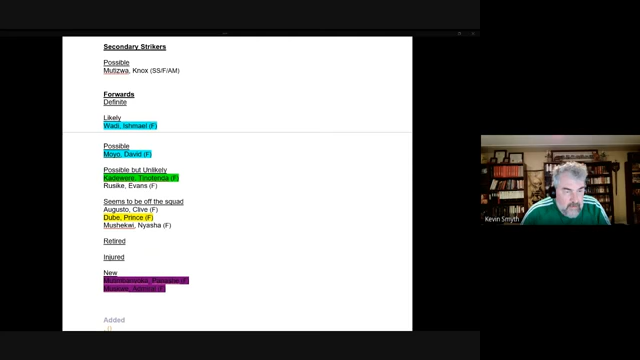 Secondary Strikers
Possible
Mutizwa, Knox (SS/F/AM)
Forwards
Definite
Likely
Wadi, Ishmael (F)
Possible
Moyo, David (F)
Possible but Unlikely
Kadewere, Tinotenda (F)
Rusike, Evans (F)
Seems to be off the squad
Augusto, Clive (F)
Dube, Prince (F)
Mushekwi, Nyasha (F)
Retired
Injured
New
Added
Kevin Smyth